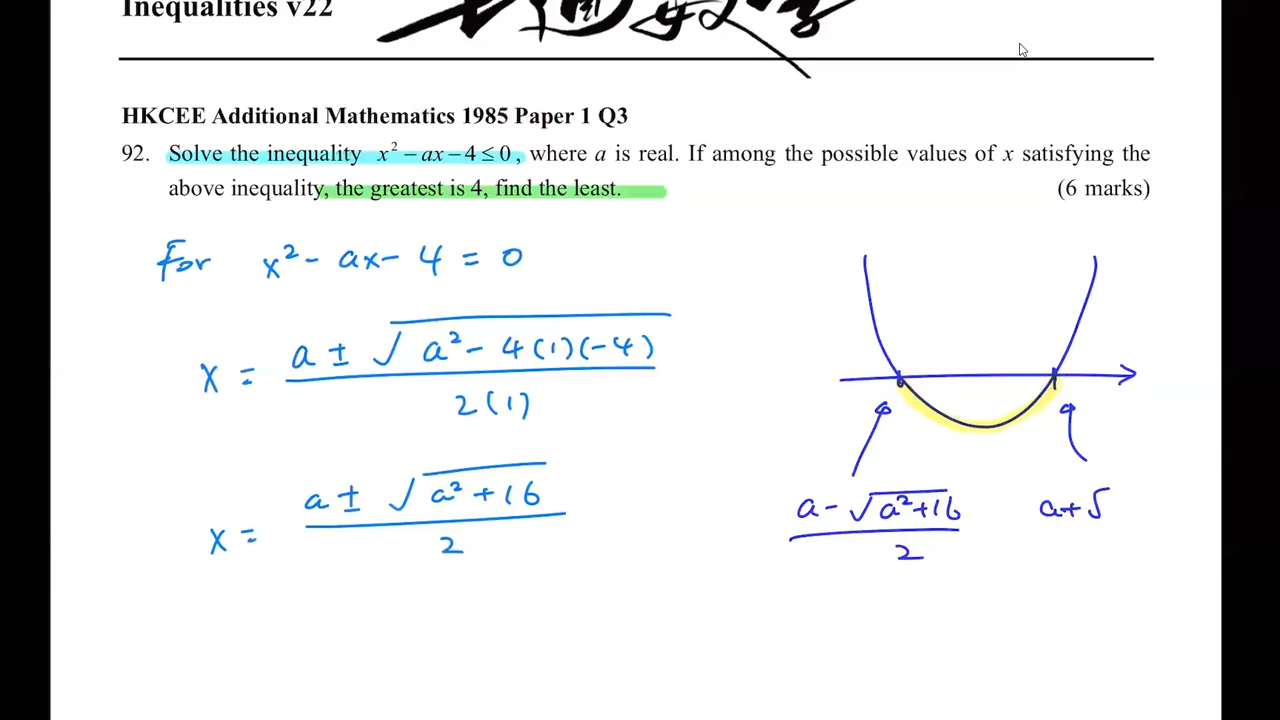 Inequalities v22
HKCEE Additional Mathematics 1985 Paper 1 Q3
92. Solve the inequality x² − ax − 4 ≤ 0, where a is real. If among the possible values of x satisfying the
above inequality, the greatest is 4, find the least. (6 marks)
For x² - ax - 4 = 0
x = (a ± √(a² - 4(1)(-4))) / 2(1)
x = (a ± √(a² + 16)) / 2
(a - √(a²+16)) / 2
a+√